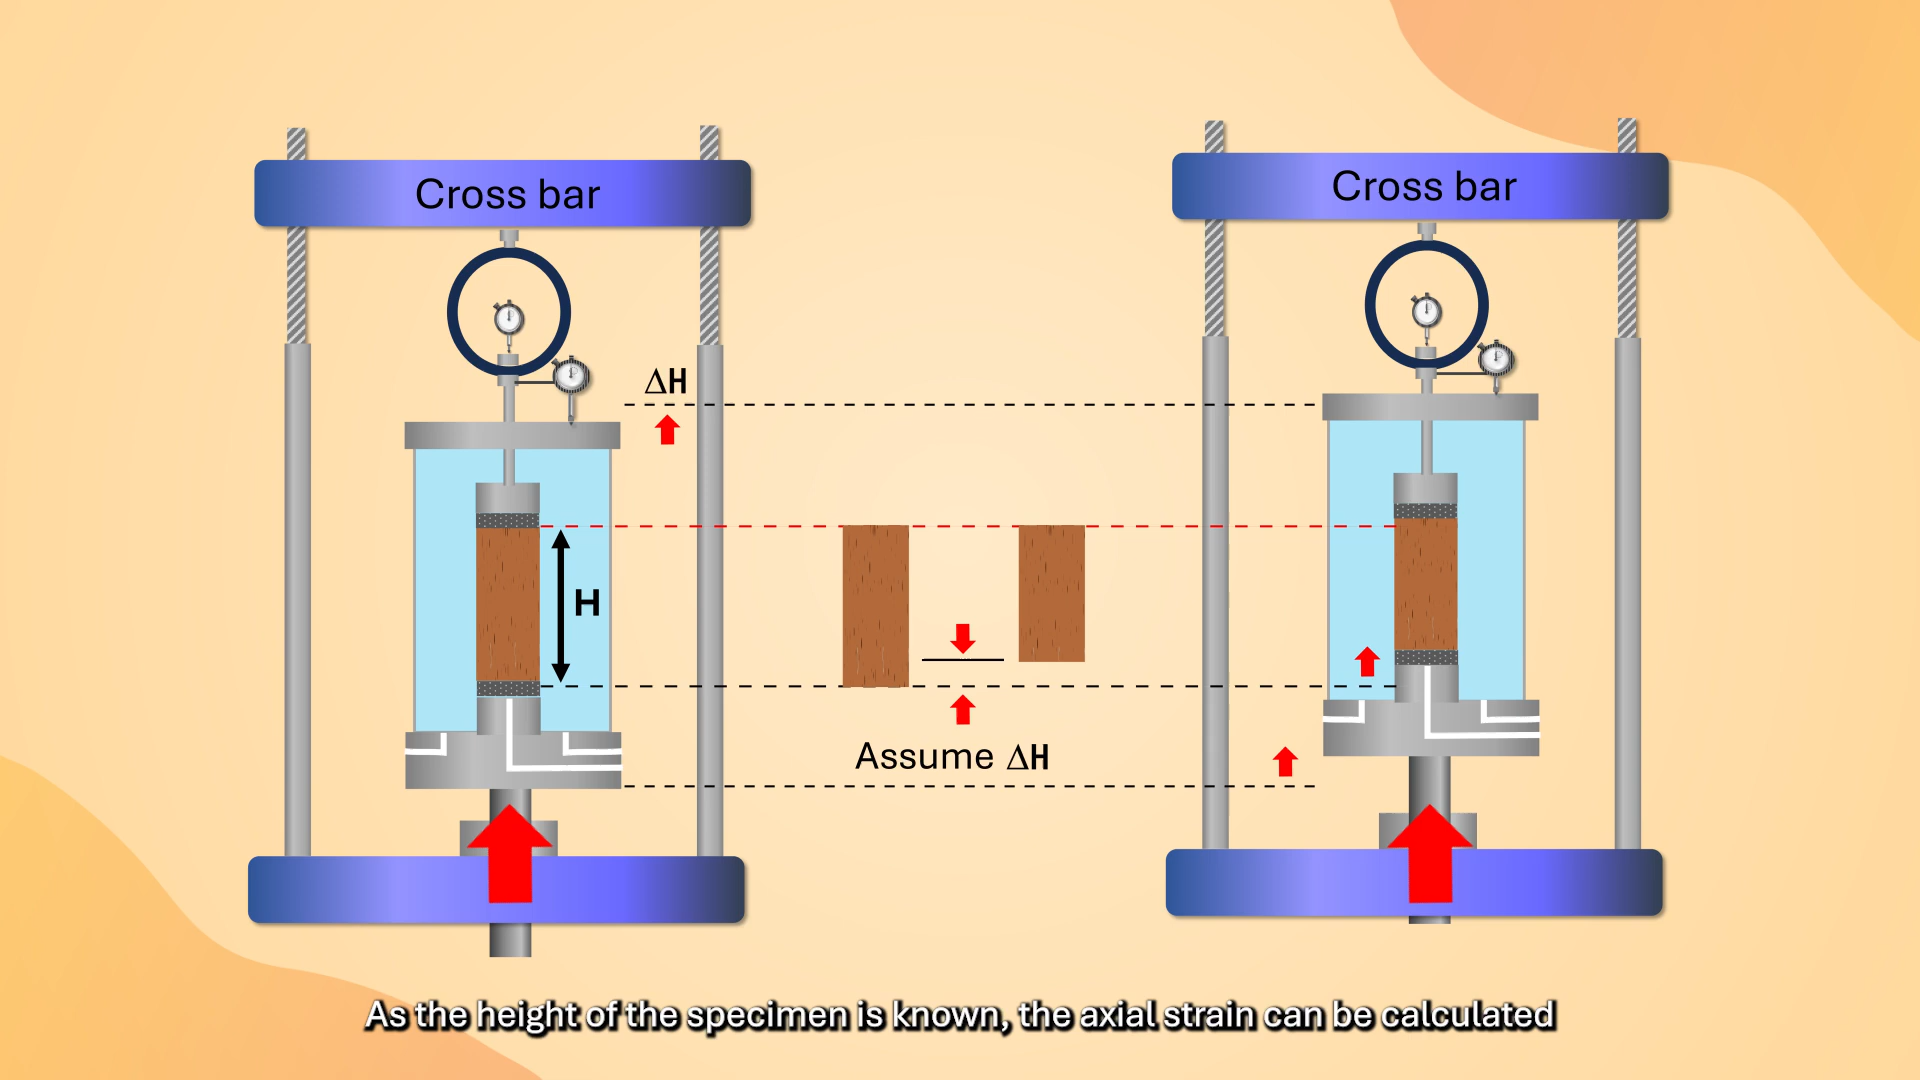 Cross bar
Cross bar
ΔH
H
Assume ΔH
As the height of the specimen is known, the axial strain can be calculated